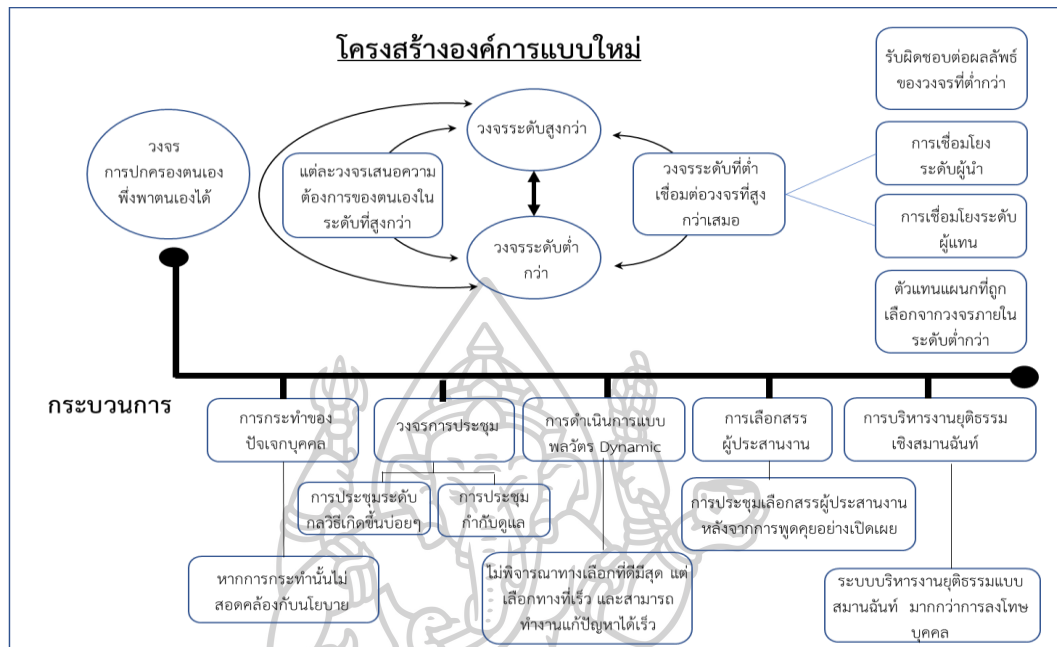 โครงสร้างองค์การแบบใหม่
วงจร
การปกครองตนเอง
พึ่งพาตนเองได้
วงจรระดับสูงกว่า
แต่ละวงจรเสนอความ
ต้องการของตนเองใน
ระดับที่สูงกว่า
วงจรระดับต่ำ
กว่า
วงจรระดับที่ต่ำ
เชื่อมต่อวงจรที่สูง
กว่าเสมอ
รับผิดชอบต่อผลลัพธ์
ของวงจรที่ต่ำกว่า
การเชื่อมโยง
ระดับผู้นำ
การเชื่อมโยงระดับ
ผู้แทน
ตัวแทนแผนกที่ถูก
เลือกจากวงจรภายใน
ระดับต่ำกว่า
กระบวนการ
การกระทำของ
ปัจเจกบุคคล
หากการกระทำนั้นไม่
สอดคล้องกับนโยบาย
วงจรการประชุม
การประชุมระดับ
กลวิธีเกิดขึ้นบ่อยๆ
การประชุม
กำกับดูแล
การดำเนินการแบบ
พลวัตร Dynamic
ไม่พิจารณาทางเลือกที่ดีมีสุด แต่
เลือกทางที่เร็ว และสามารถ
ทำงานแก้ปัญหาได้เร็ว
การเลือกสรร
ผู้ประสานงาน
การประชุมเลือกสรรผู้ประสานงาน
หลังจากการพูดคุยอย่างเปิดเผย
การบริหารงานยุติธรรม
เชิงสมานฉันท์
ระบบบริหารงานยุติธรรมแบบ
สมานฉันท์ มากกว่าการลงโทษ
บุคคล